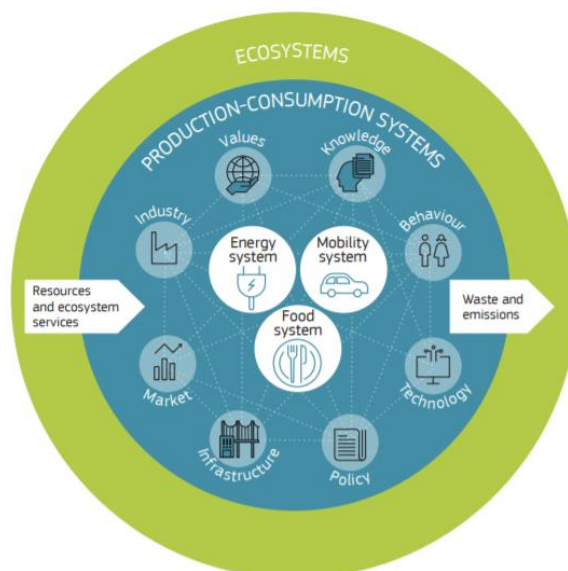 ECOSYSTEMS
PRODUCTION-CONSUMPTION SYSTEMS
Values
Knowledge
Industry
Behaviour
Energy
system
Mobility
system
Food
system
Resources
and ecosystem
services
Waste and
emissions
Market
Technology
Infrastructure
Policy